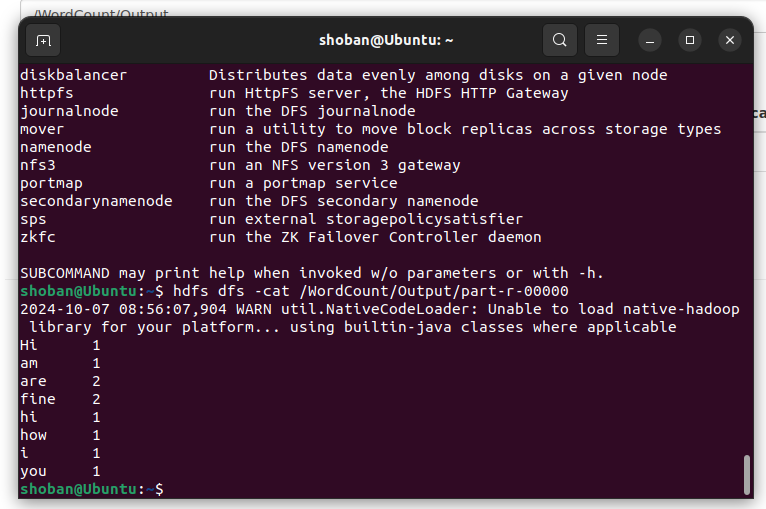 /WordCount/Output
shoban@Ubuntu: ~
diskbalancer         Distributes data evenly among disks on a given node
httpfs               run HttpFS server, the HDFS HTTP Gateway
journalnode          run the DFS journalnode
mover                run a utility to move block replicas across storage types
namenode             run the DFS namenode
nfs3                 run an NFS version 3 gateway
portmap              run a portmap service
secondarynamenode    run the DFS secondary namenode
sps                  run external storagepolicysatisfier
zkfc                 run the ZK Failover Controller daemon
SUBCOMMAND may print help when invoked w/o parameters or with -h.
shoban@Ubuntu:~$ hdfs dfs -cat /WordCount/Output/part-r-00000
2024-10-07 08:56:07,904 WARN util.NativeCodeLoader: Unable to load native-hadoop
 library for your platform... using builtin-java classes where applicable
Hi      1
am      1
are     2
fine    2
hi      1
how     1
i       1
you     1
shoban@Ubuntu:~$